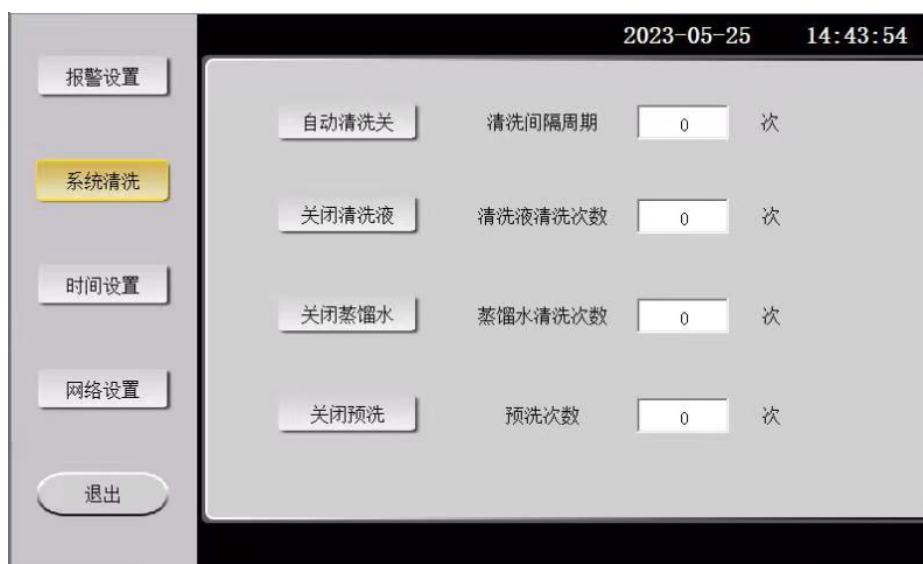 2023-05-25 14:43:54
报警设置
系统清洗
时间设置
网络设置
退出
自动清洗关 清洗间隔周期 0 次
关闭清洗液 清洗液清洗次数 0 次
关闭蒸馏水 蒸馏水清洗次数 0 次
关闭预洗 预洗次数 0 次